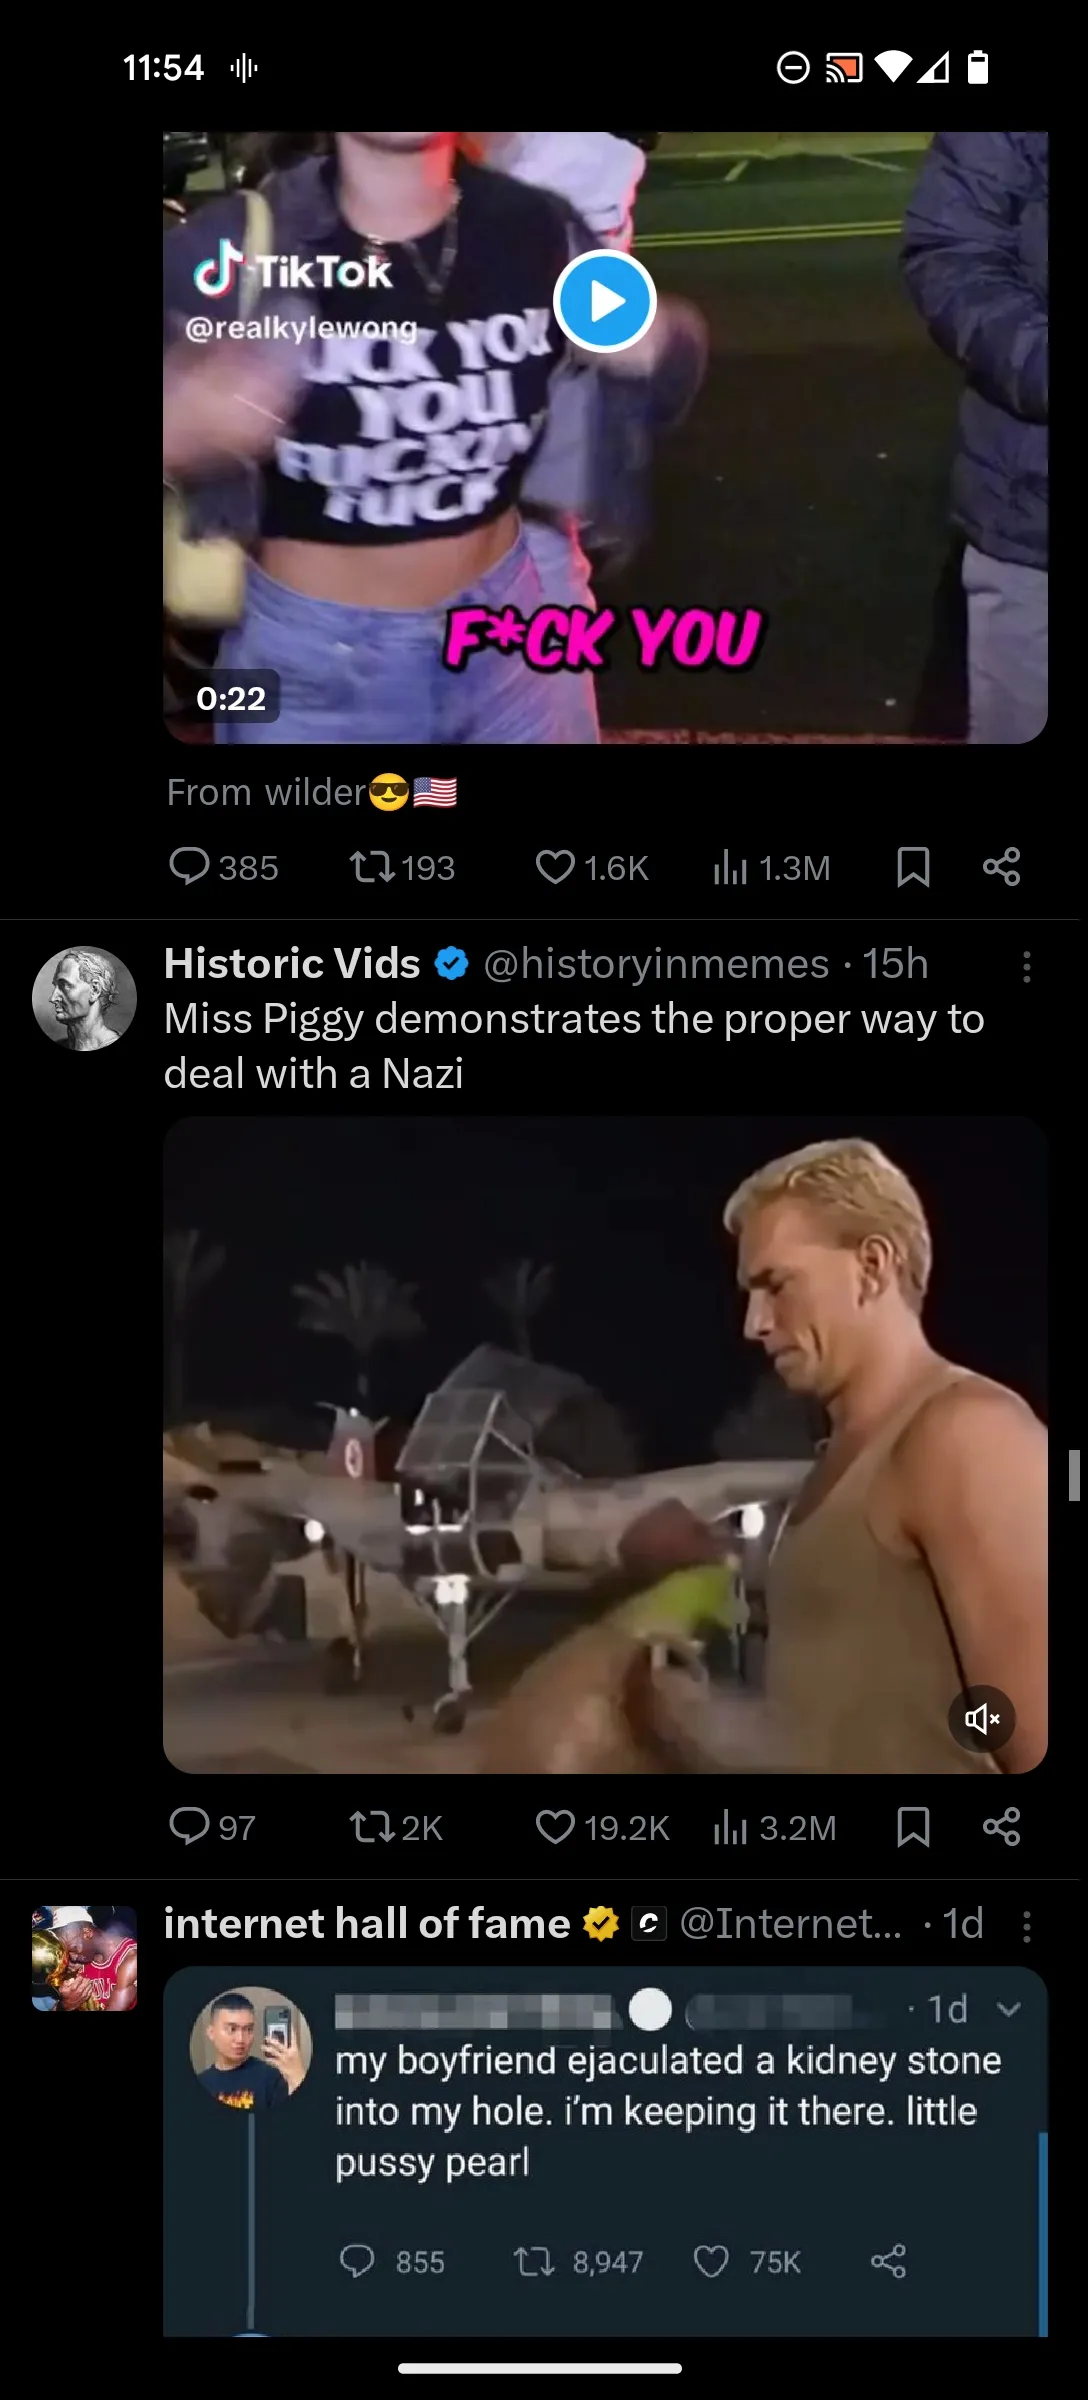 11:54
TikTok
@realkylewong
UCK YOU
YOU
FUCKIN
FUCK
F*CK YOU
0:22
From wilder😎🇺🇸
385 193 1.6K 1.3M
Historic Vids @historyinmemes · 15h
Miss Piggy demonstrates the proper way to
deal with a Nazi
97 2K 19.2K 3.2M
internet hall of fame @Internet... · 1d
· 1d
my boyfriend ejaculated a kidney stone
into my hole. i'm keeping it there. little
pussy pearl
855 8,947 75K